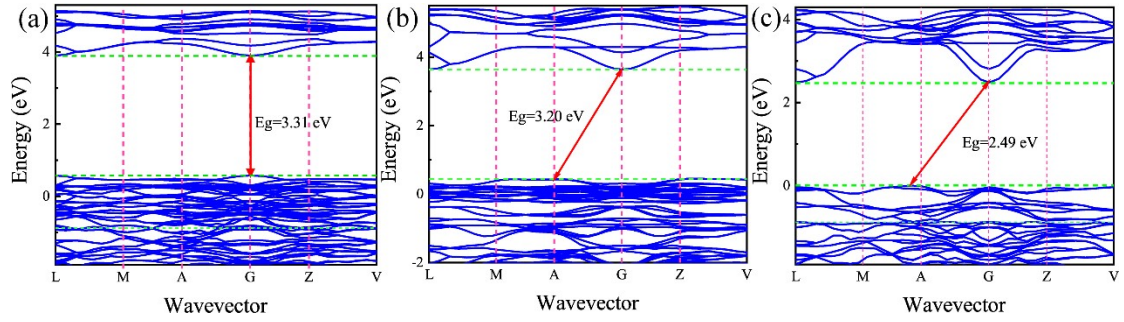 (a)
Energy (eV)
4
2
0
Eg=3.31 eV
L M A G Z V
Wavevector
(b)
Energy (eV)
4
2
0
-2
Eg=3.20 eV
L M A G Z V
Wavevector
(c)
Energy (eV)
4
2
0
Eg=2.49 eV
L M A G Z V
Wavevector